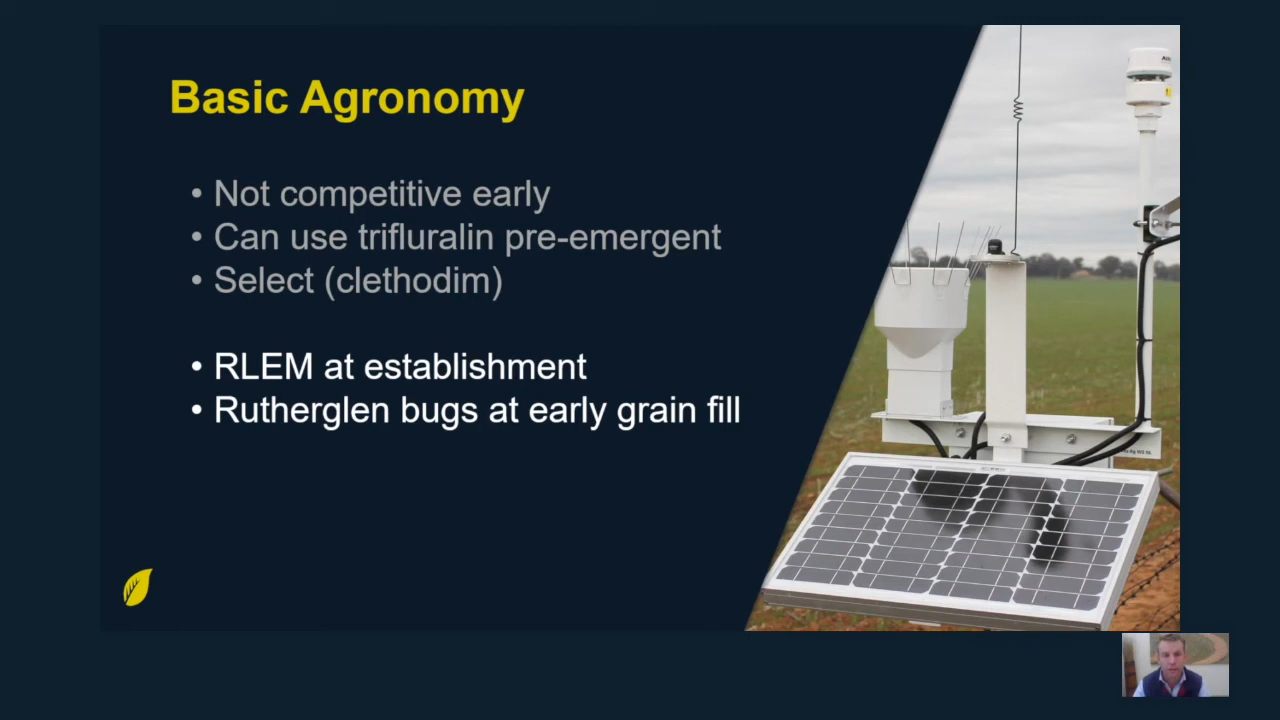 Basic Agronomy
• Not competitive early
• Can use trifluralin pre-emergent
• Select (clethodim)
• RLEM at establishment
• Rutherglen bugs at early grain fill